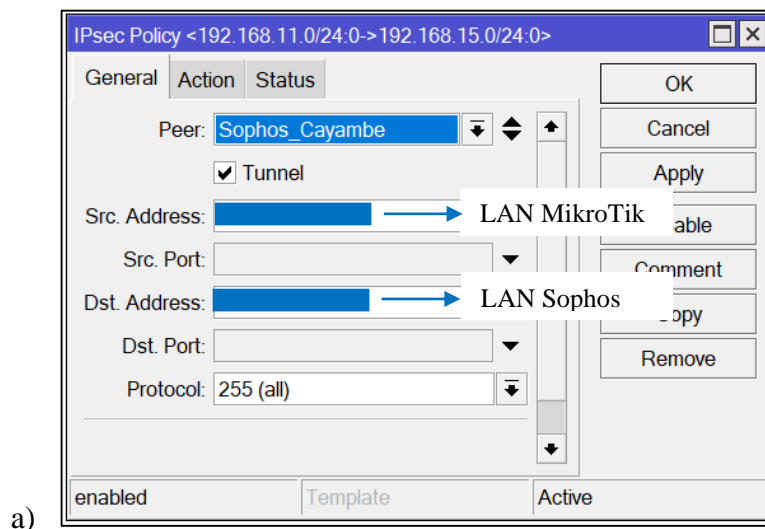 IPsec Policy <192.168.11.0/24:0->192.168.15.0/24:0>
General Action Status
OK
Peer: Sophos_Cayambe
Cancel
Tunnel
Apply
Src. Address: LAN MikroTik
Src. Port:
Comment
Dst. Address: LAN Sophos
Dst. Port:
Remove
Protocol: 255 (all)
enabled Template Active
a)